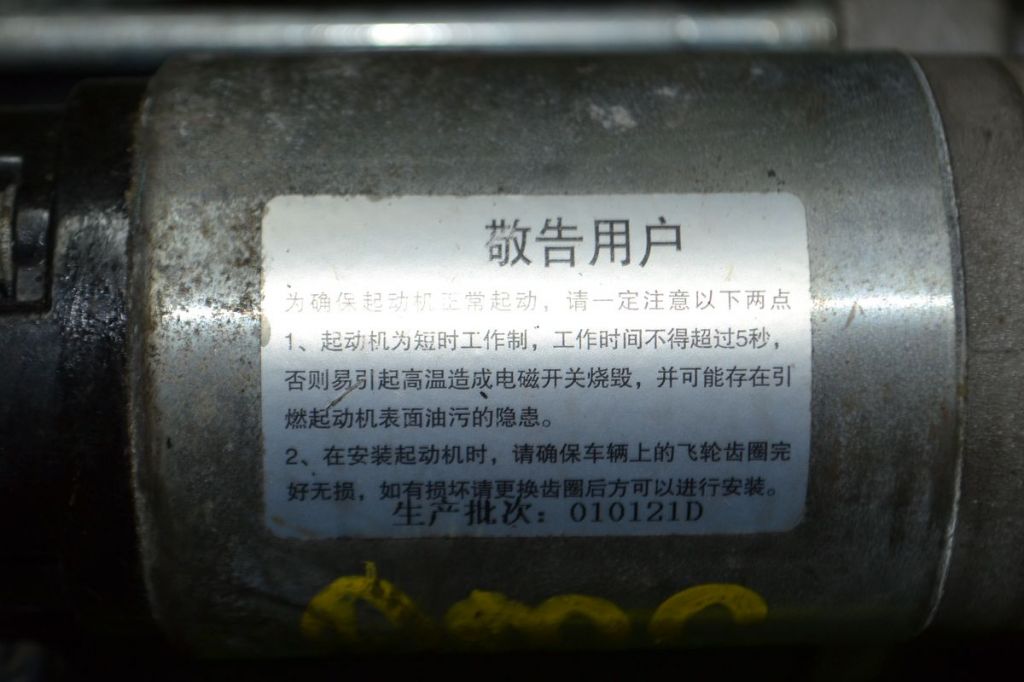 敬告用户
为确保起动机正常起动，请一定注意以下两点
1、起动机为短时工作制，工作时间不得超过5秒，
否则易引起高温造成电磁开关烧毁，并可能存在引
燃起动机表面油污的隐患。
2、在安装起动机时，请确保车辆上的飞轮齿圈完
好无损，如有损坏请更换齿圈后方可以进行安装。
生产批次：010121D